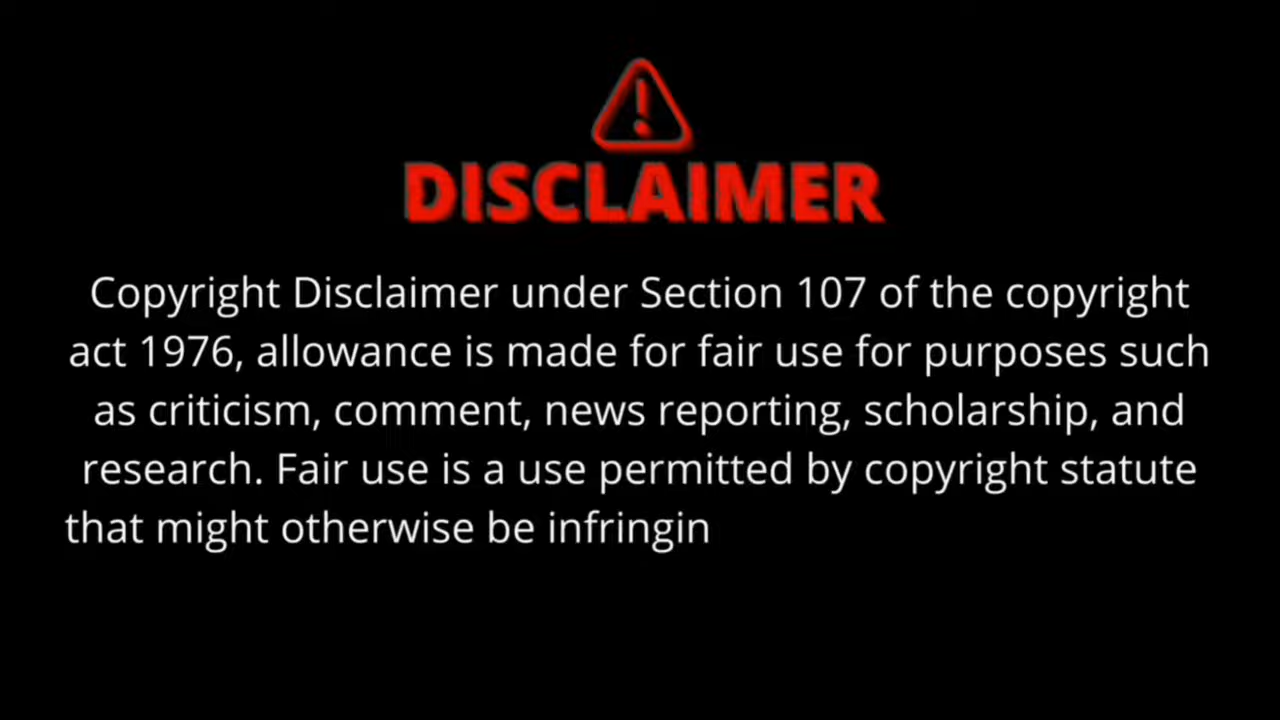 DISCLAIMER
Copyright Disclaimer under Section 107 of the copyright
act 1976, allowance is made for fair use for purposes such
as criticism, comment, news reporting, scholarship, and
research. Fair use is a use permitted by copyright statute
that might otherwise be infringin